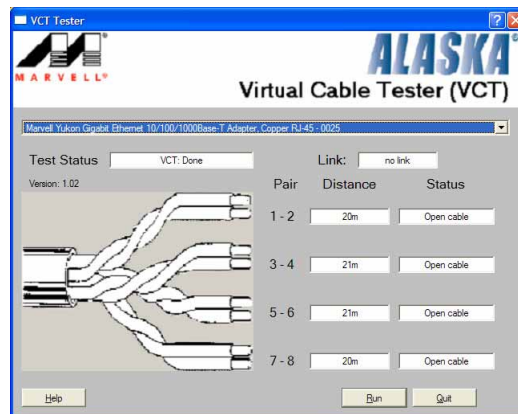 VCT Tester
MARVELL®
ALASKA®
Virtual Cable Tester (VCT)
Marvell Yukon Gigabit Ethernet 10/100/1000Base-T Adapter, Copper RJ-45 - 0025
Test Status VCT: Done Link: no link
Version: 1.02 Pair Distance Status
1 - 2 20m Open cable
3 - 4 21m Open cable
5 - 6 21m Open cable
7 - 8 20m Open cable
Help Run Quit